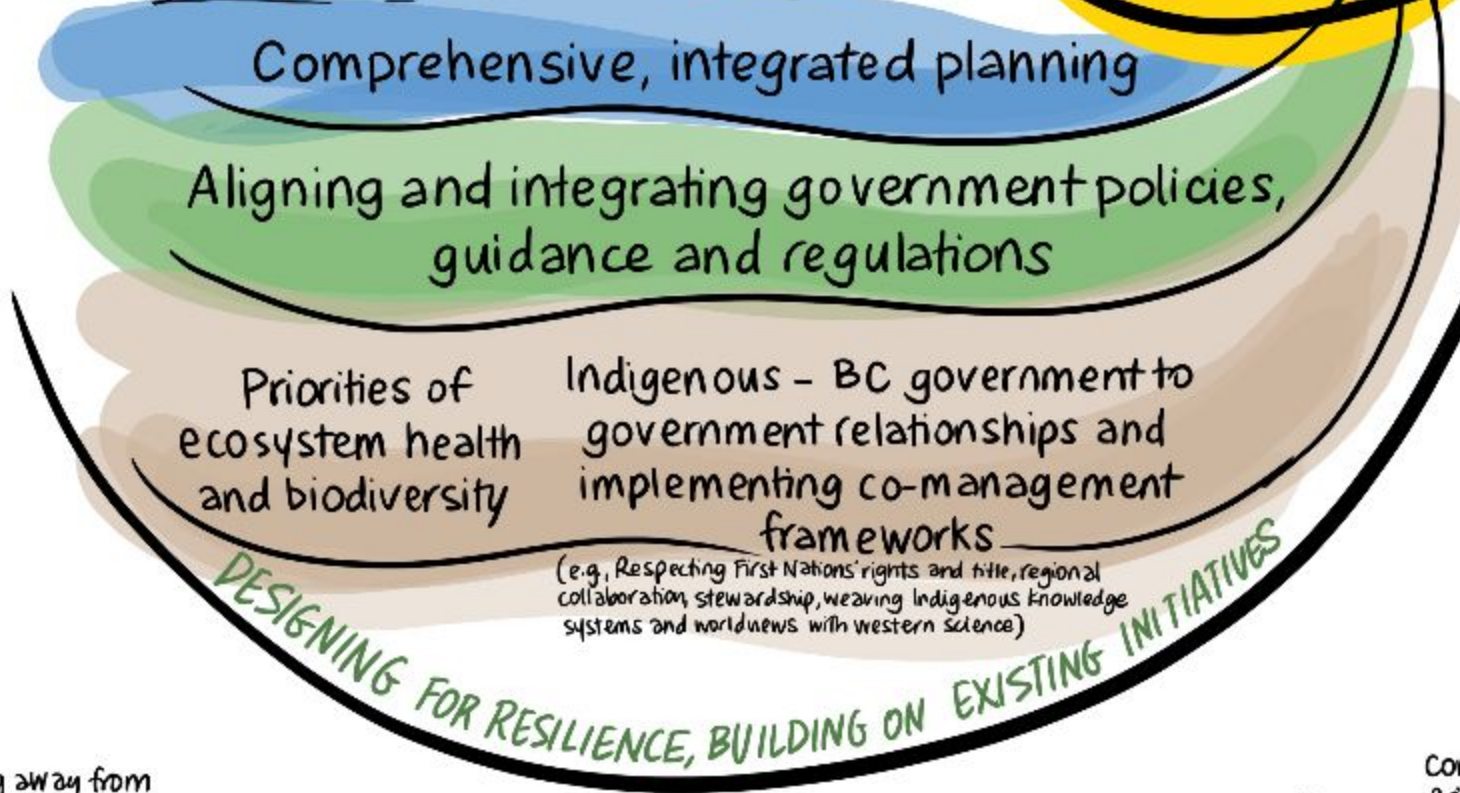 Comprehensive, integrated planning
Aligning and integrating government policies,
guidance and regulations
Priorities of
ecosystem health
and biodiversity
Indigenous – BC government to
government relationships and
implementing co-management
frameworks
(e.g., Respecting First Nations' rights and title, regional
collaboration, stewardship, weaving Indigenous knowledge
systems and worldviews with western science)
DESIGNING FOR RESILIENCE, BUILDING ON EXISTING INITIATIVES
away from